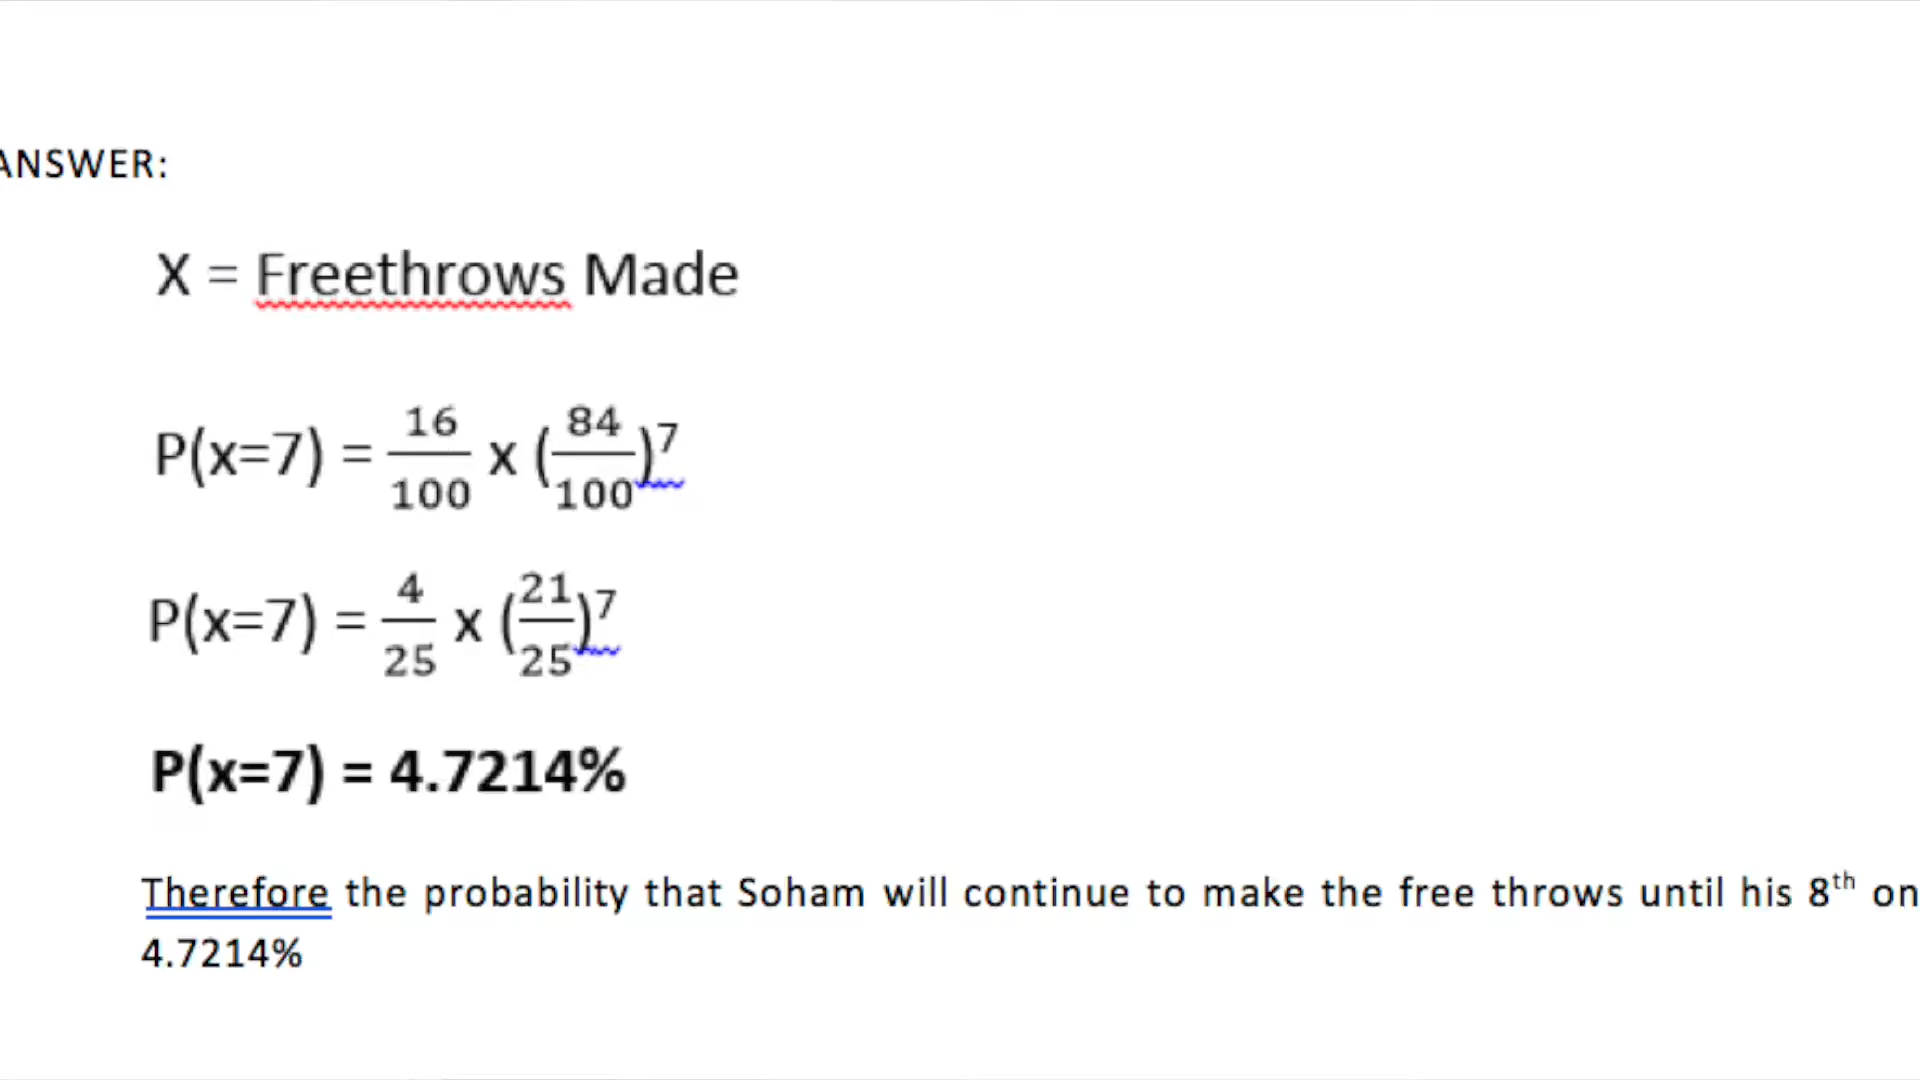 ANSWER:
X = Freethrows Made
P(x=7) = 16/100 x (84/100)^7
P(x=7) = 4/25 x (21/25)^7
P(x=7) = 4.7214%
Therefore the probability that Soham will continue to make the free throws until his 8th on
4.7214%